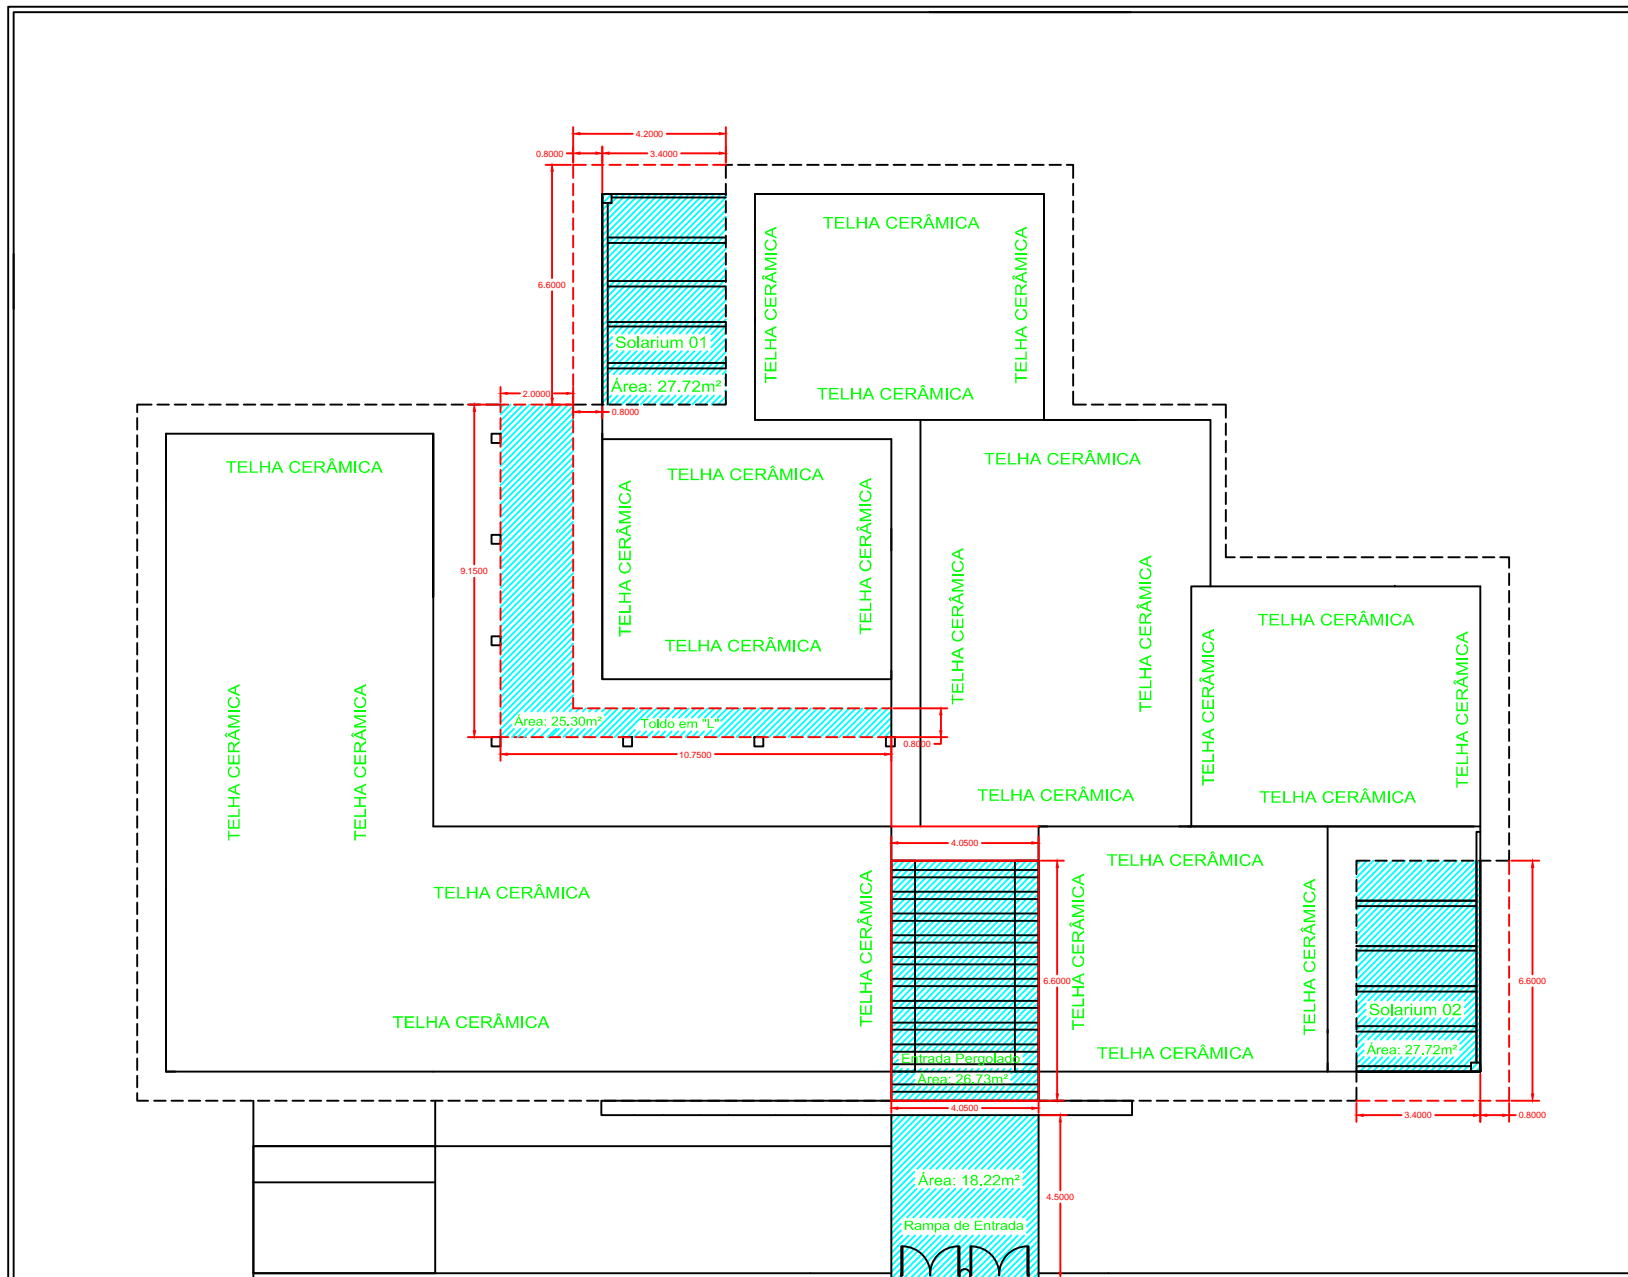 4.2000
0.8000
3.4000
TELHA CERÂMICA
TELHA CERÂMICA
TELHA CERÂMICA
6.6000
Solarium 01
Área: 27.72m²
TELHA CERÂMICA
2.0000
0.8000
TELHA CERÂMICA
TELHA CERÂMICA
TELHA CERÂMICA
TELHA CERÂMICA
TELHA CERÂMICA
9.1500
TELHA CERÂMICA
TELHA CERÂMICA
TELHA CERÂMICA
TELHA CERÂMICA
TELHA CERÂMICA
TELHA CERÂMICA
TELHA CERÂMICA
Área: 25.30m²
Toldo em "L"
0.8000
10.7500
TELHA CERÂMICA
TELHA CERÂMICA
TELHA CERÂMICA
TELHA CERÂMICA
4.0500
TELHA CERÂMICA
TELHA CERÂMICA
TELHA CERÂMICA
TELHA CERÂMICA
TELHA CERÂMICA
6.6000
6.6000
Solarium 02
TELHA CERÂMICA
TELHA CERÂMICA
Área: 27.72m²
Entrada Pergolado
Área: 26.73m²
4.0500
3.4000
0.8000
Área: 18.22m²
4.5000
Rampa de Entrada